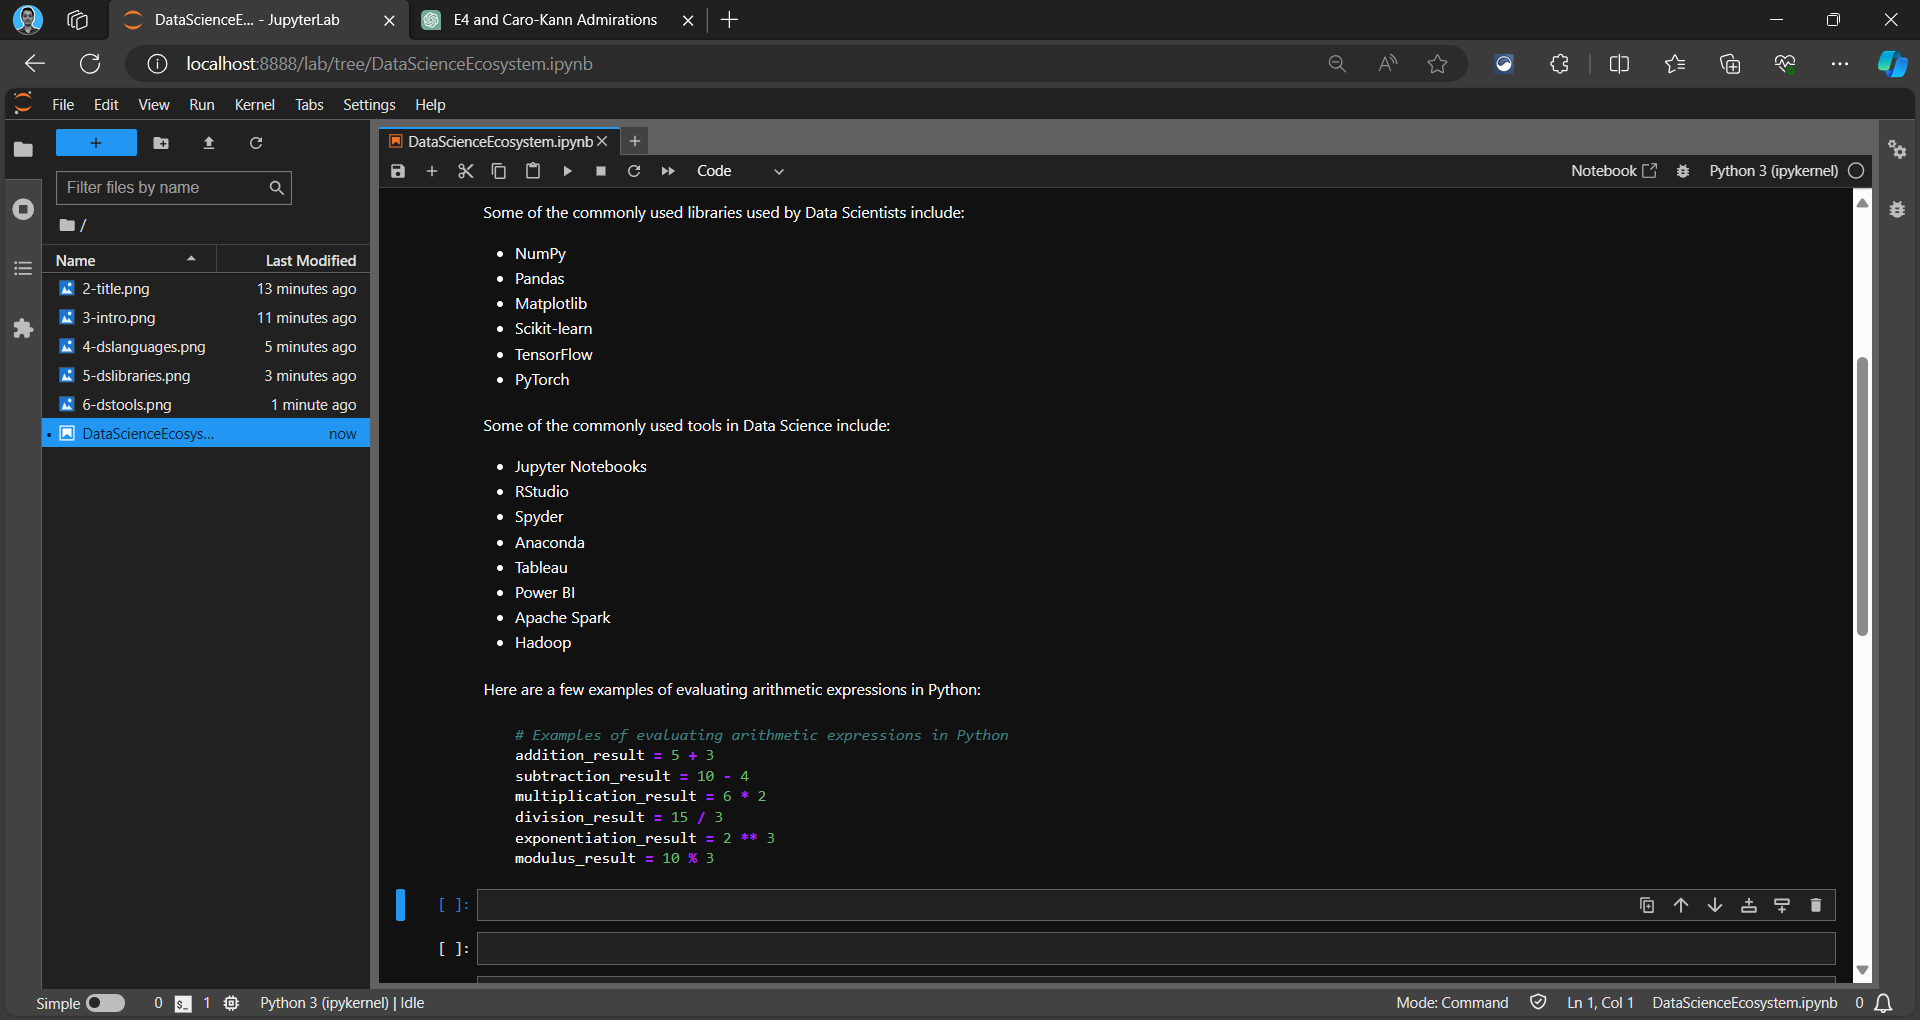 DataScienceE... - JupyterLab
E4 and Caro-Kann Admirations
localhost:8888/lab/tree/DataScienceEcosystem.ipynb
File Edit View Run Kernel Tabs Settings Help
Filter files by name
/
Name Last Modified
2-title.png 13 minutes ago
3-intro.png 11 minutes ago
4-dslanguages.png 5 minutes ago
5-dslibraries.png 3 minutes ago
6-dstools.png 1 minute ago
DataScienceEcosys... now
DataScienceEcosystem.ipynb
Code
Notebook
Python 3 (ipykernel)
Some of the commonly used libraries used by Data Scientists include:
• NumPy
• Pandas
• Matplotlib
• Scikit-learn
• TensorFlow
• PyTorch
Some of the commonly used tools in Data Science include:
• Jupyter Notebooks
• RStudio
• Spyder
• Anaconda
• Tableau
• Power BI
• Apache Spark
• Hadoop
Here are a few examples of evaluating arithmetic expressions in Python:
# Examples of evaluating arithmetic expressions in Python
addition_result = 5 + 3
subtraction_result = 10 - 4
multiplication_result = 6 * 2
division_result = 15 / 3
exponentiation_result = 2 ** 3
modulus_result = 10 % 3
[ ]:
[ ]:
Simple 0 $_ 1 Python 3 (ipykernel) | Idle
Mode: Command Ln 1, Col 1 DataScienceEcosystem.ipynb 0